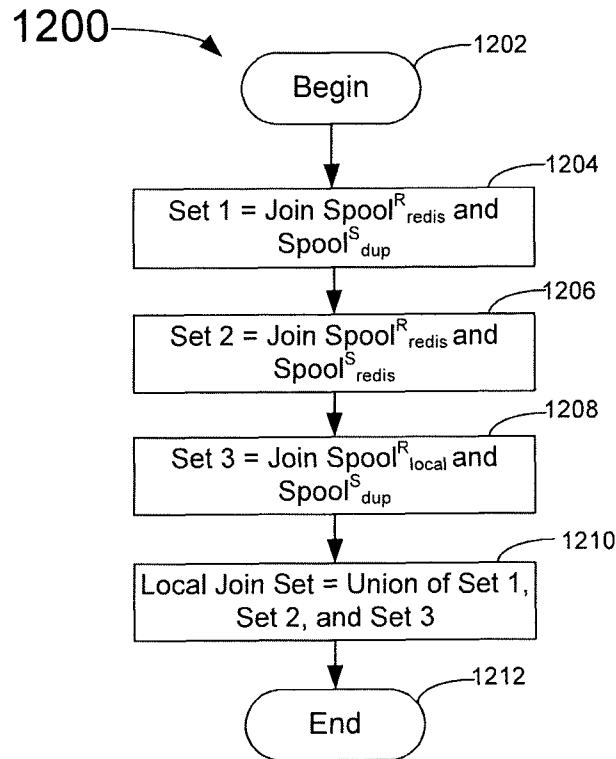 1200
1202
Begin
1204
Set 1 = Join Spool^R_redis and
Spool^S_dup
1206
Set 2 = Join Spool^R_redis and
Spool^S_redis
1208
Set 3 = Join Spool^R_local and
Spool^S_dup
1210
Local Join Set = Union of Set 1,
Set 2, and Set 3
1212
End